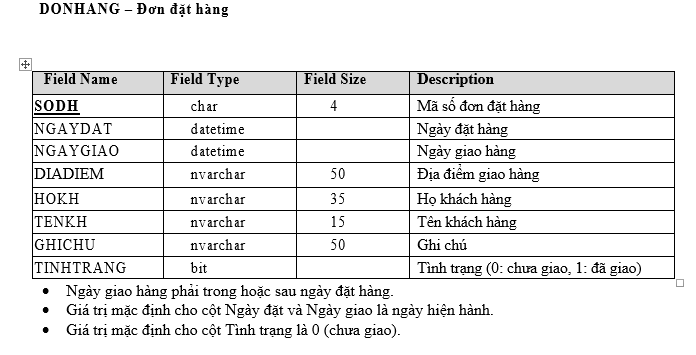 DONHANG – Đơn đặt hàng
Field Name Field Type Field Size Description
SODH char 4 Mã số đơn đặt hàng
NGAYDAT datetime Ngày đặt hàng
NGAYGIAO datetime Ngày giao hàng
DIADIEM nvarchar 50 Địa điểm giao hàng
HOKH nvarchar 35 Họ khách hàng
TENKH nvarchar 15 Tên khách hàng
GHICHU nvarchar 50 Ghi chú
TINHTRANG bit Tình trạng (0: chưa giao, 1: đã giao)
• Ngày giao hàng phải trong hoặc sau ngày đặt hàng.
• Giá trị mặc định cho cột Ngày đặt và Ngày giao là ngày hiện hành.
• Giá trị mặc định cho cột Tình trạng là 0 (chưa giao).